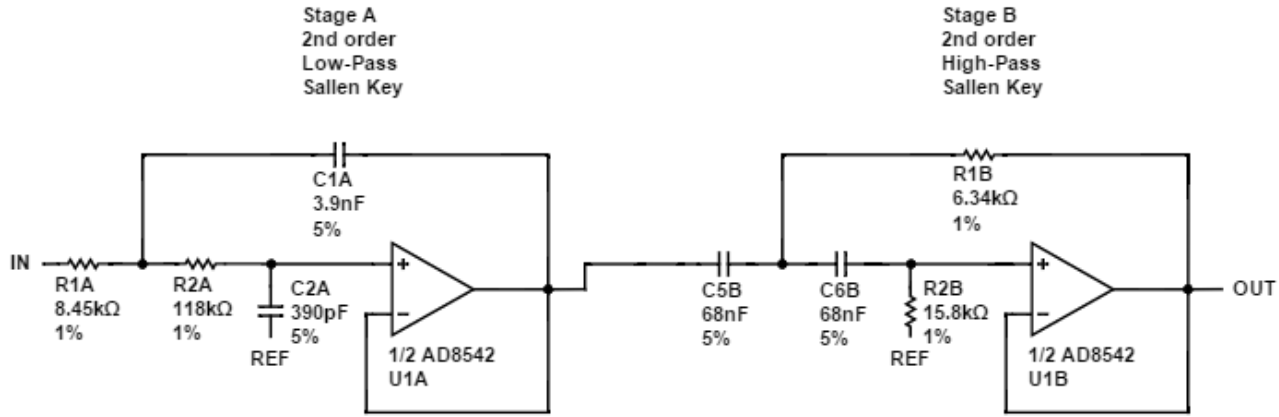 Stage A
2nd order
Low-Pass
Sallen Key
Stage B
2nd order
High-Pass
Sallen Key
C1A
3.9nF
5%
R1B
6.34kΩ
1%
IN
R1A
8.45kΩ
1%
R2A
118kΩ
1%
C2A
390pF
5%
REF
+
−
1/2 AD8542
U1A
C5B
68nF
5%
C6B
68nF
5%
R2B
15.8kΩ
1%
REF
+
−
1/2 AD8542
U1B
OUT